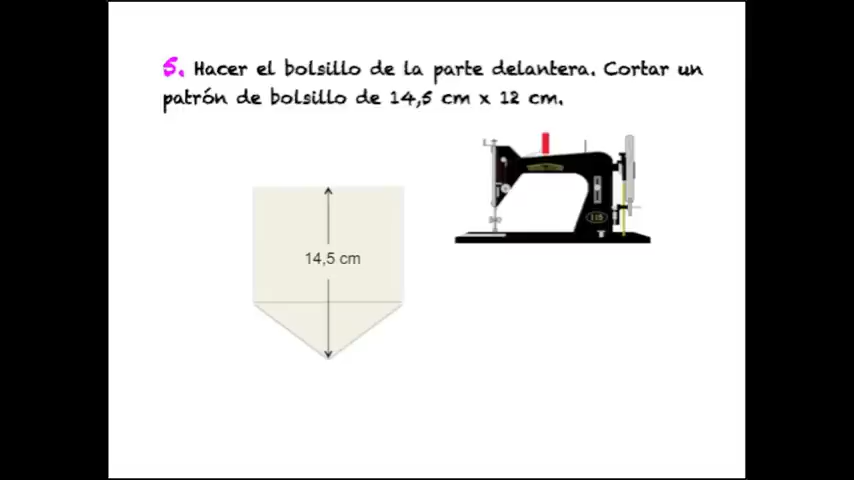 5. Hacer el bolsillo de la parte delantera. Cortar un
patrón de bolsillo de 14,5 cm x 12 cm.
14,5 cm
115